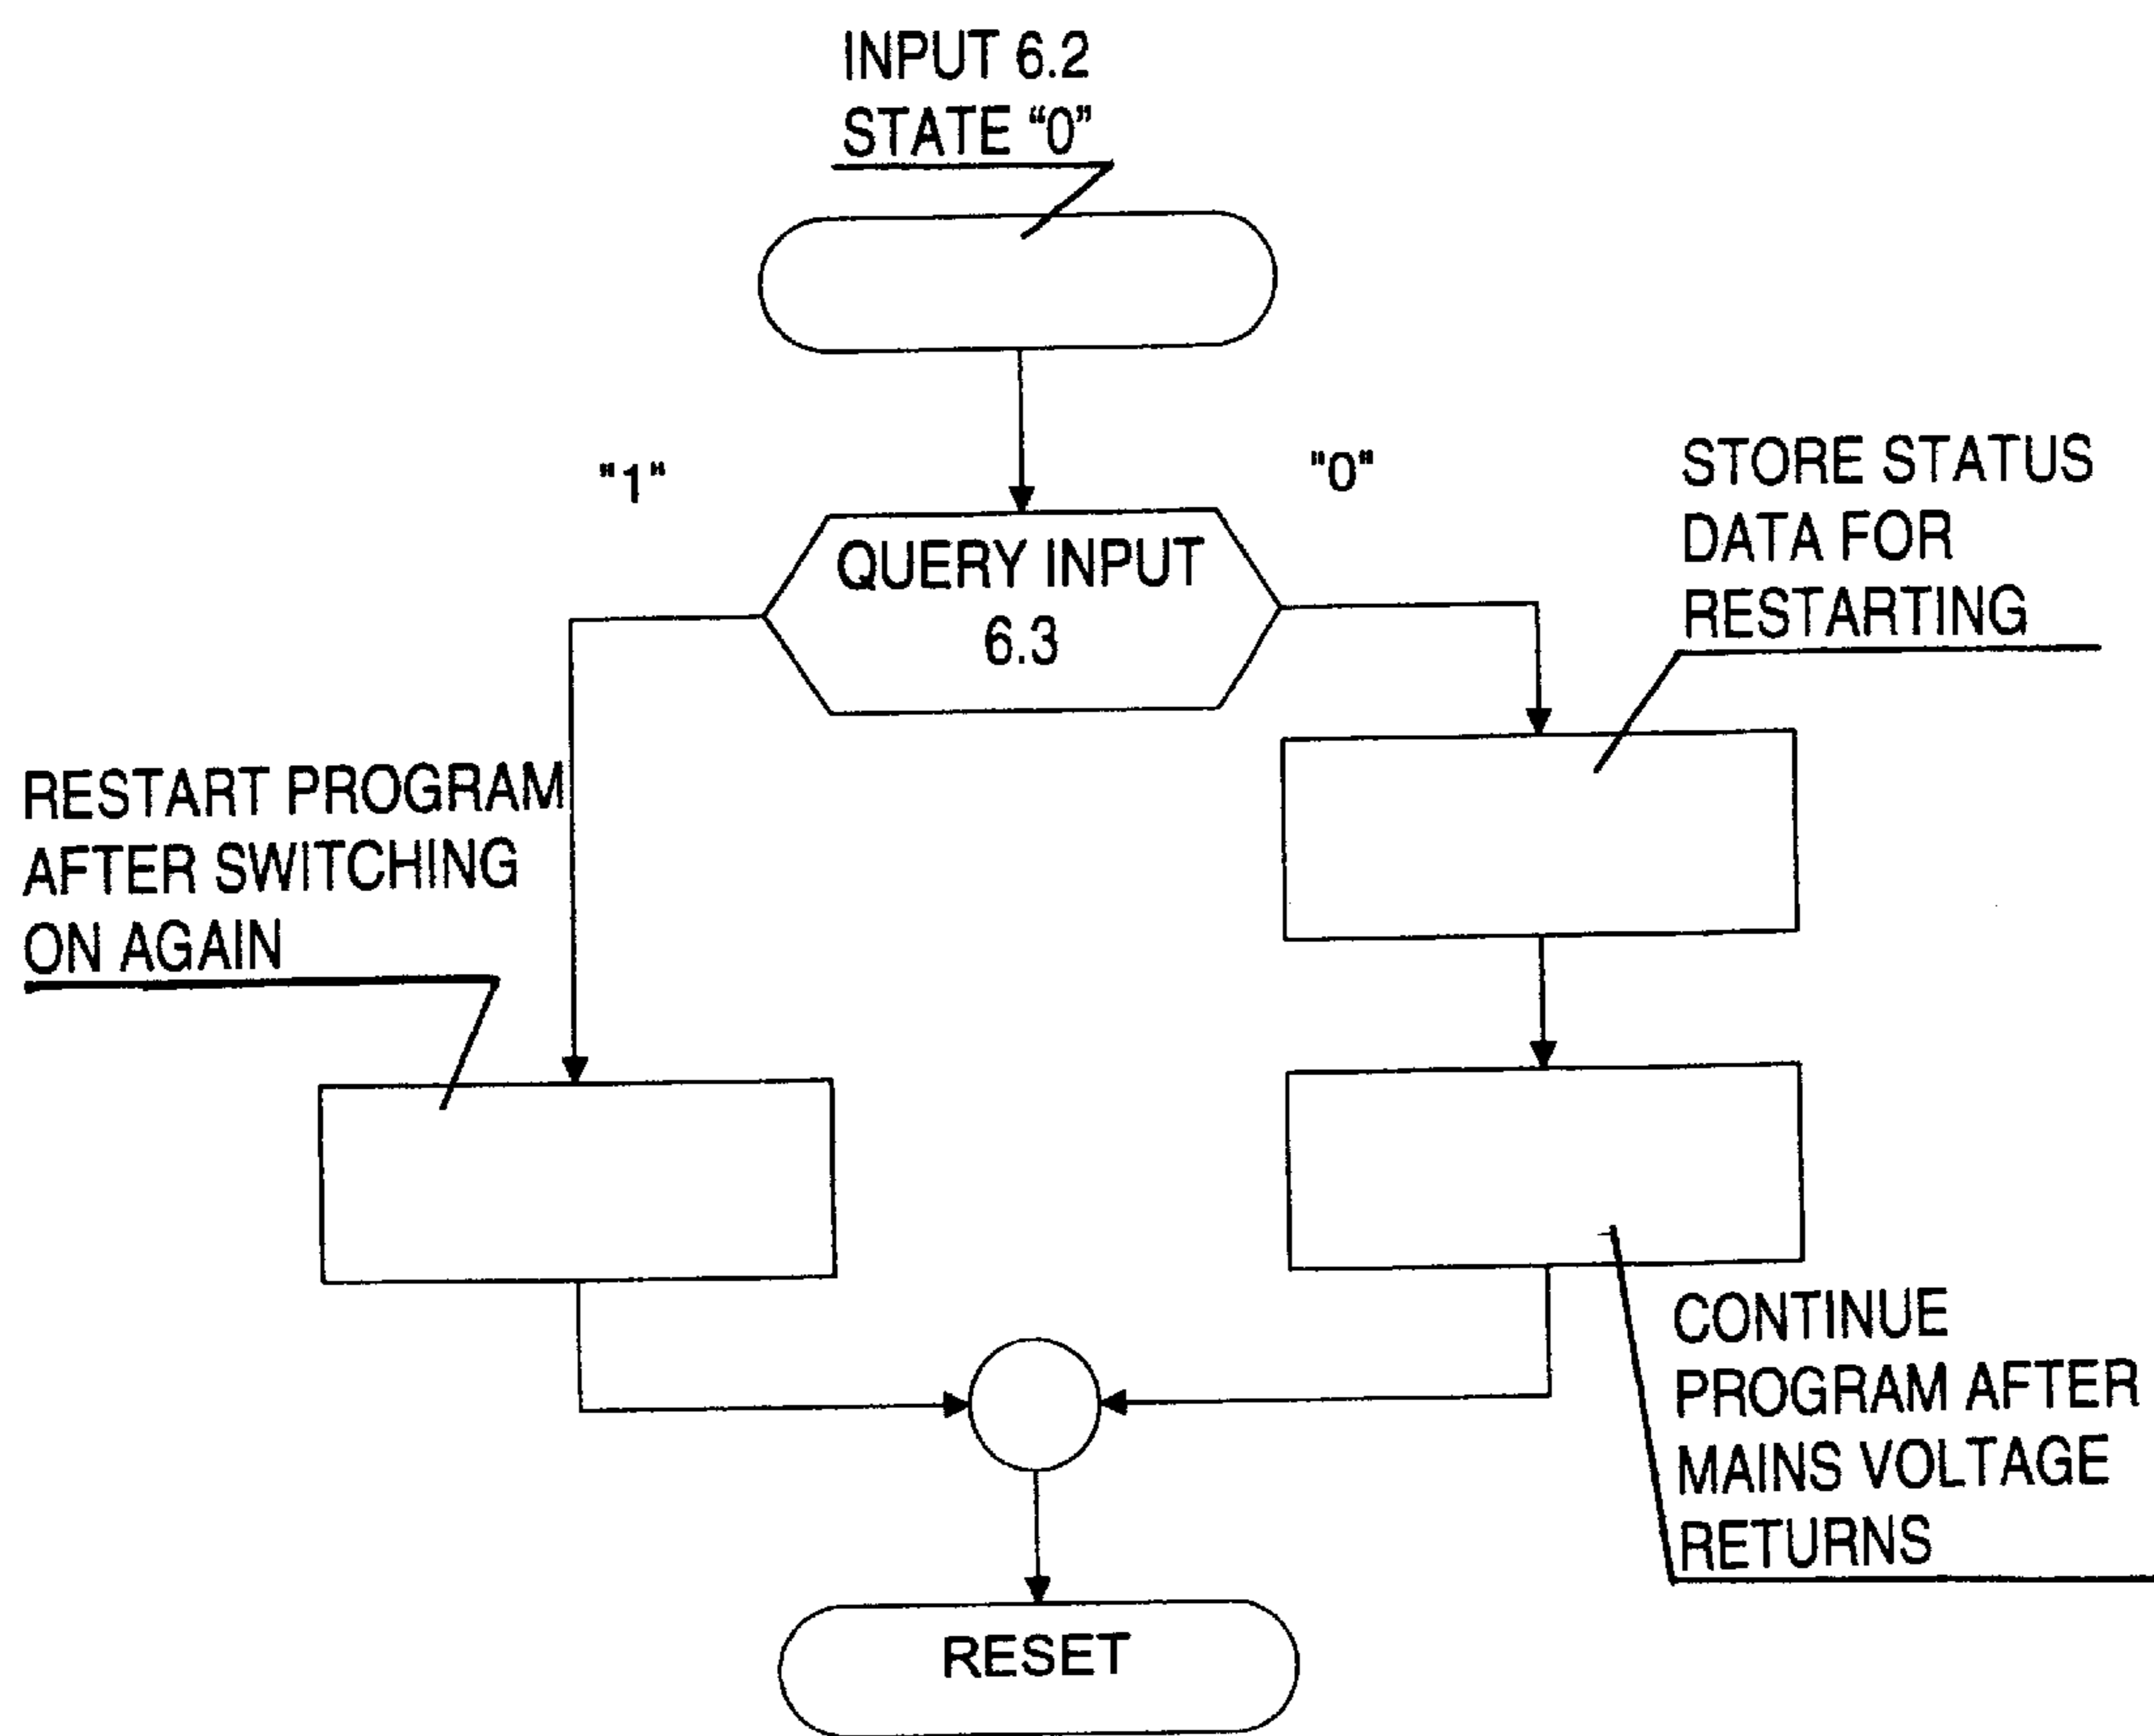 INPUT 6.2
STATE “0”
"1"
"0"
QUERY INPUT
6.3
STORE STATUS
DATA FOR
RESTARTING
RESTART PROGRAM
AFTER SWITCHING
ON AGAIN
CONTINUE
PROGRAM AFTER
MAINS VOLTAGE
RETURNS
RESET